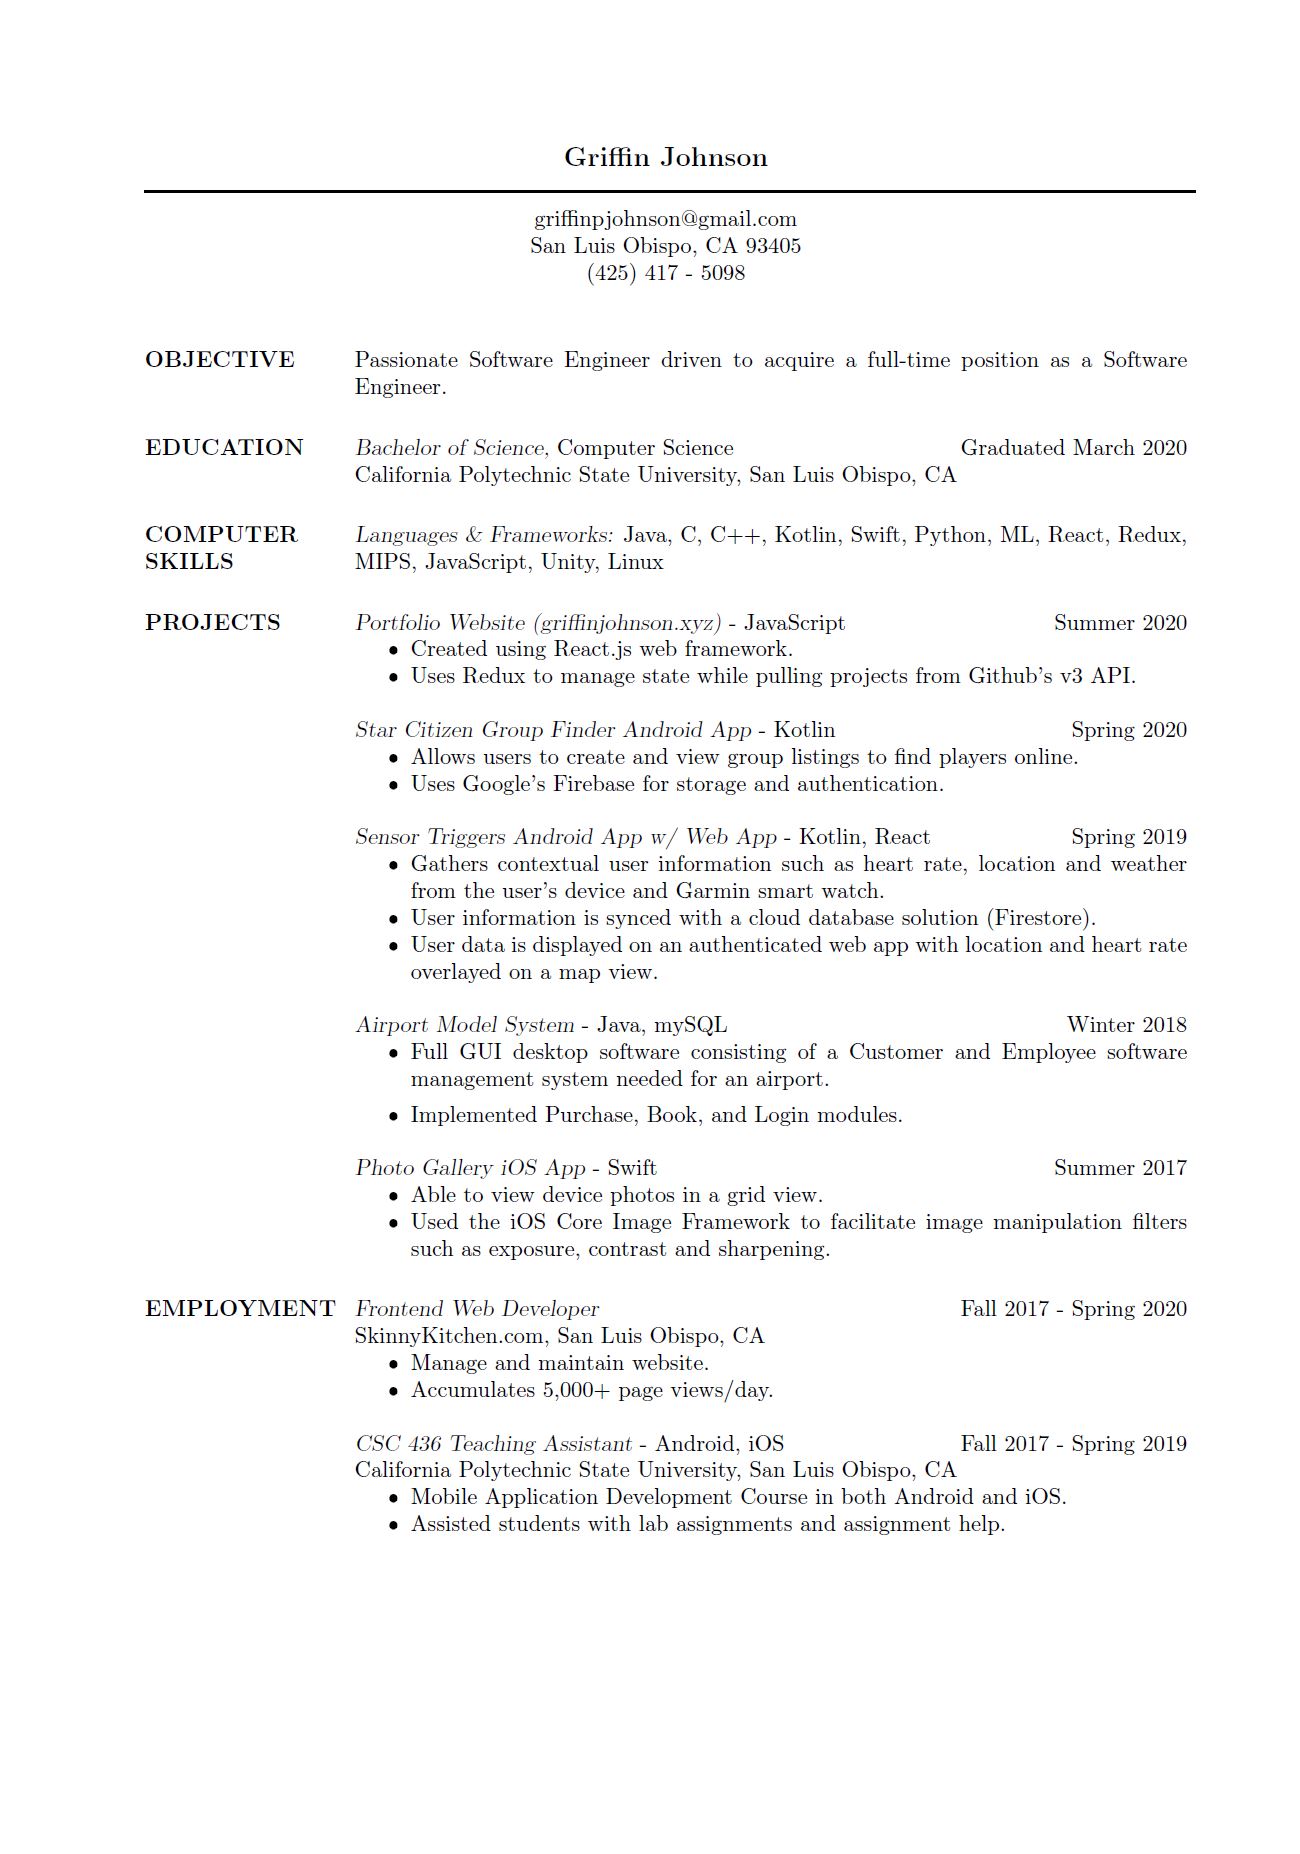 Griffin Johnson
griffinpjohnson@gmail.com
San Luis Obispo, CA 93405
(425) 417 - 5098
OBJECTIVE Passionate Software Engineer driven to acquire a full-time position as a Software
Engineer.
EDUCATION Bachelor of Science, Computer Science Graduated March 2020
California Polytechnic State University, San Luis Obispo, CA
COMPUTER Languages & Frameworks: Java, C, C++, Kotlin, Swift, Python, ML, React, Redux,
SKILLS MIPS, JavaScript, Unity, Linux
PROJECTS Portfolio Website (griffinjohnson.xyz) - JavaScript Summer 2020
• Created using React.js web framework.
• Uses Redux to manage state while pulling projects from Github's v3 API.
Star Citizen Group Finder Android App - Kotlin Spring 2020
• Allows users to create and view group listings to find players online.
• Uses Google's Firebase for storage and authentication.
Sensor Triggers Android App w/ Web App - Kotlin, React Spring 2019
• Gathers contextual user information such as heart rate, location and weather
from the user's device and Garmin smart watch.
• User information is synced with a cloud database solution (Firestore).
• User data is displayed on an authenticated web app with location and heart rate
overlayed on a map view.
Airport Model System - Java, mySQL Winter 2018
• Full GUI desktop software consisting of a Customer and Employee software
management system needed for an airport.
• Implemented Purchase, Book, and Login modules.
Photo Gallery iOS App - Swift Summer 2017
• Able to view device photos in a grid view.
• Used the iOS Core Image Framework to facilitate image manipulation filters
such as exposure, contrast and sharpening.
EMPLOYMENT Frontend Web Developer Fall 2017 - Spring 2020
SkinnyKitchen.com, San Luis Obispo, CA
• Manage and maintain website.
• Accumulates 5,000+ page views/day.
CSC 436 Teaching Assistant - Android, iOS Fall 2017 - Spring 2019
California Polytechnic State University, San Luis Obispo, CA
• Mobile Application Development Course in both Android and iOS.
• Assisted students with lab assignments and assignment help.